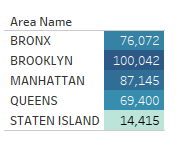 Area Name
BRONX 76,072
BROOKLYN 100,042
MANHATTAN 87,145
QUEENS 69,400
STATEN ISLAND 14,415